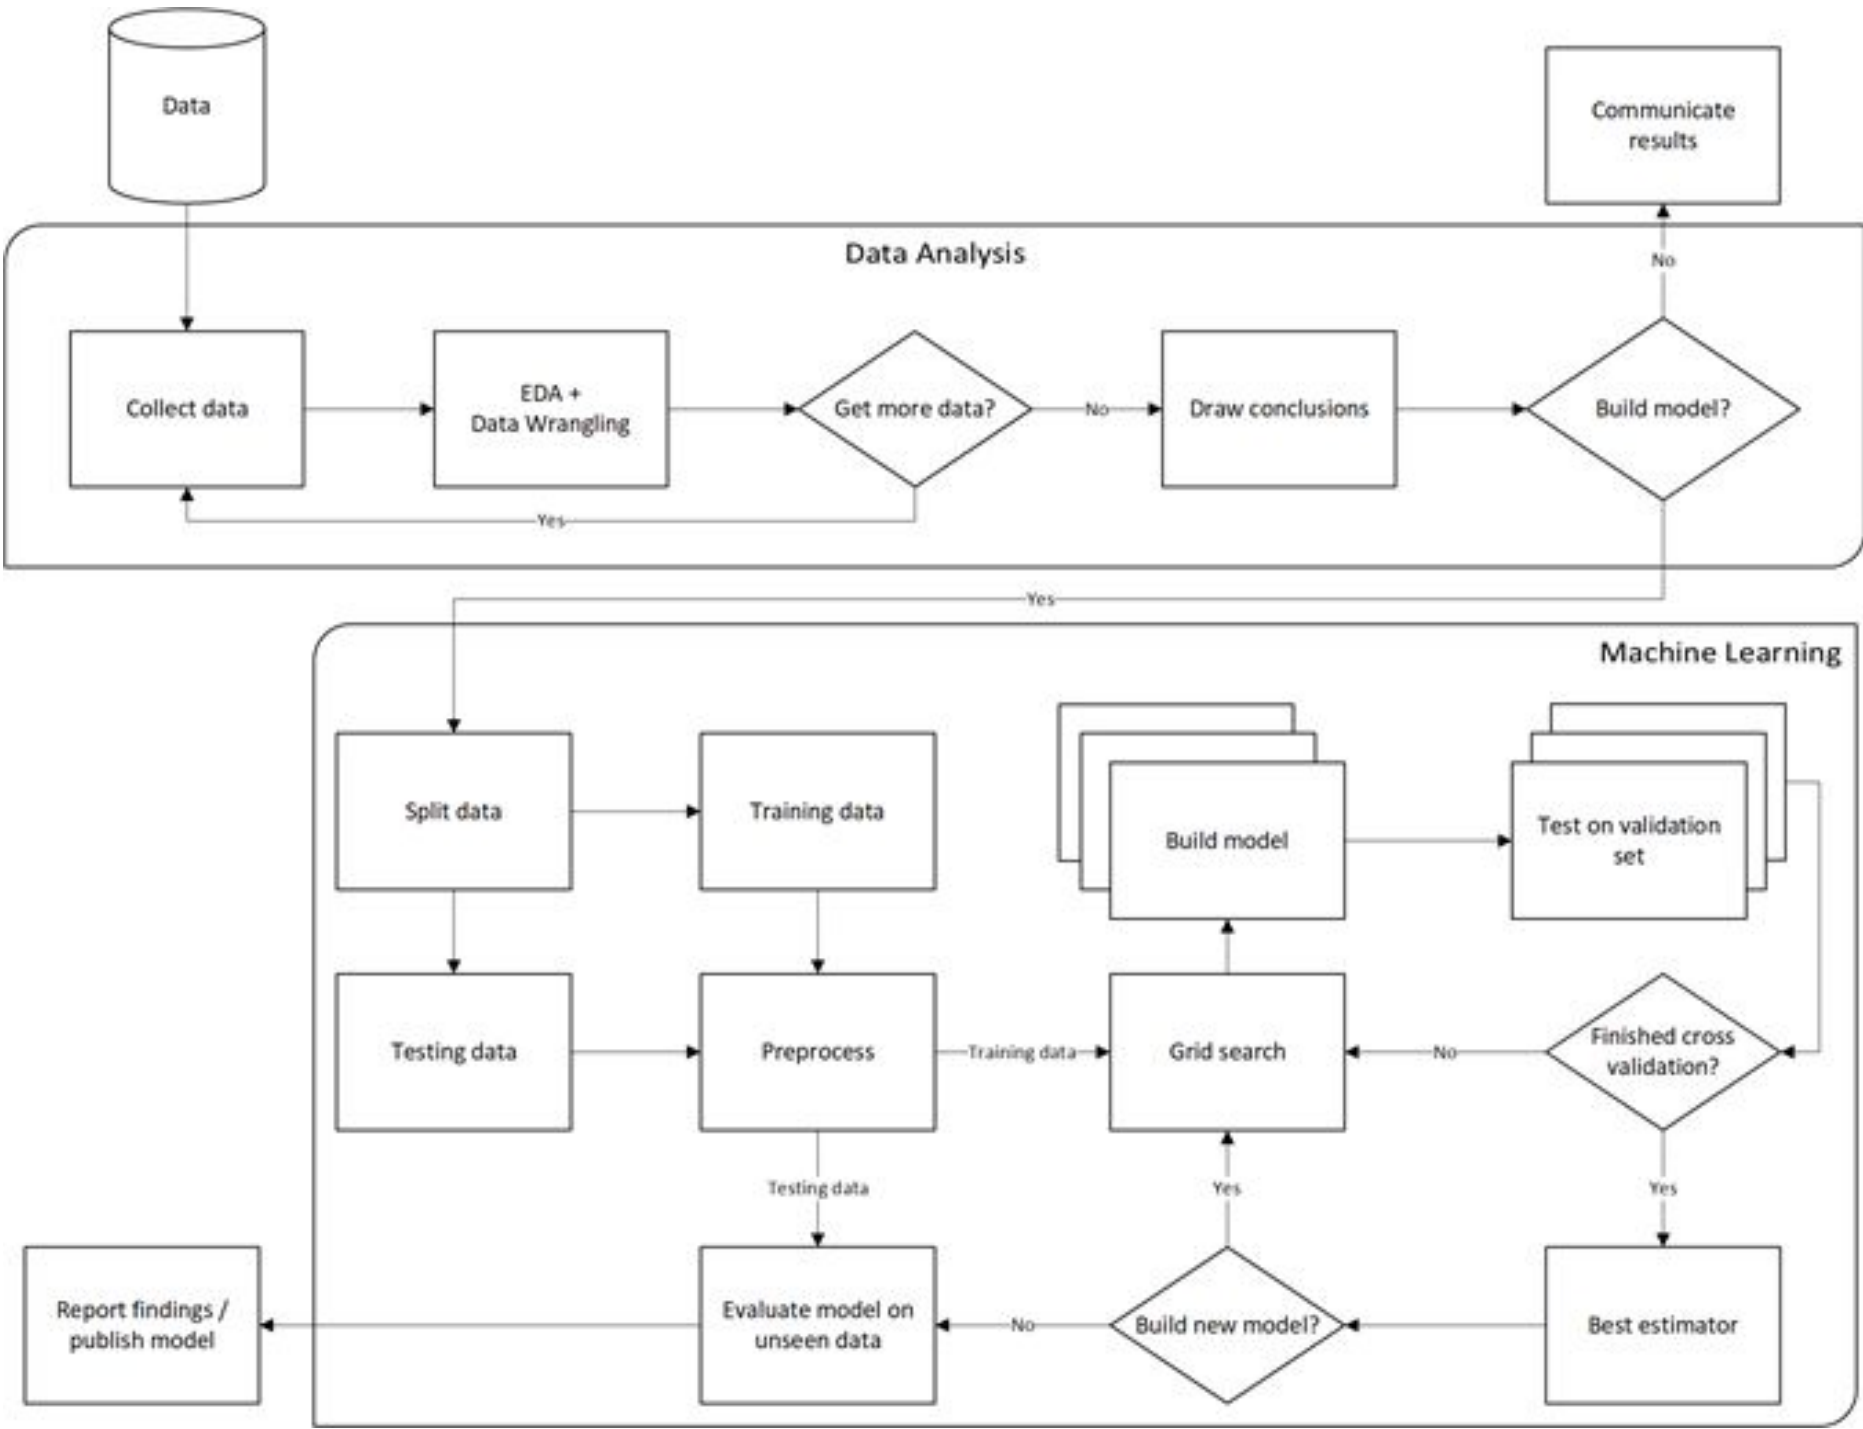 Data
Communicate
results
Data Analysis
No
Collect data
EDA +
Data Wrangling
Get more data?
No
Draw conclusions
Build model?
Yes
Yes
Machine Learning
Split data
Training data
Build model
Test on validation
set
Testing data
Preprocess
Training data
Grid search
No
Finished cross
validation?
Testing data
Yes
Yes
Report findings /
publish model
Evaluate model on
unseen data
No
Build new model?
Best estimator